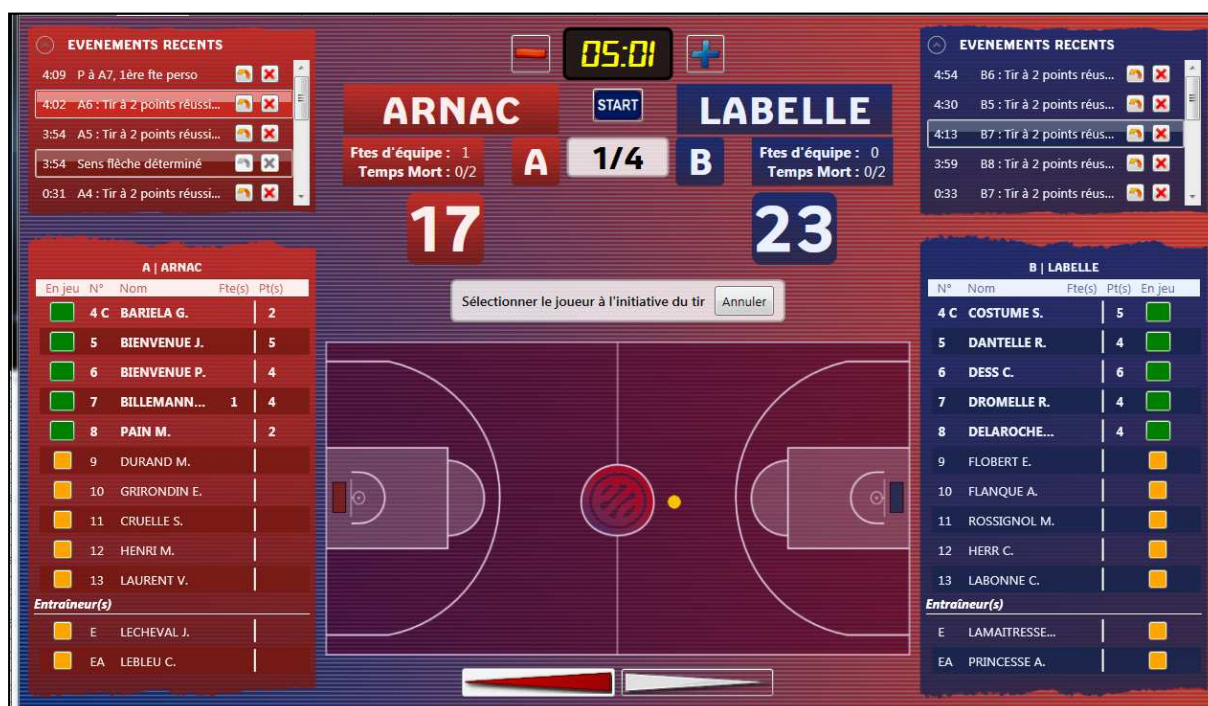 EVENEMENTS RECENTS
4:09 P à A7, 1ère fte perso
4:02 A6 : Tir à 2 points réussi...
3:54 A5 : Tir à 2 points réussi...
3:54 Sens flêche déterminé
0:31 A4 : Tir à 2 points réussi...
05:01
ARNAC START LABELLE
Ftes d'équipe : 1
Temps Mort : 0/2
A 1/4 B
Ftes d'équipe : 0
Temps Mort : 0/2
17 23
EVENEMENTS RECENTS
4:54 B6 : Tir à 2 points réus...
4:30 B5 : Tir à 2 points réus...
4:13 B7 : Tir à 2 points réus...
3:59 B8 : Tir à 2 points réus...
0:33 B7 : Tir à 2 points réus...
Sélectionner le joueur à l'initiative du tir Annuler
A | ARNAC
En jeu N° Nom Fte(s) Pt(s)
4 C BARIELA G. 2
5 BIENVENUE J. 5
6 BIENVENUE P. 4
7 BILLEMANN... 1 4
8 PAIN M. 2
9 DURAND M.
10 GRIRONDIN E.
11 CRUELLE S.
12 HENRI M.
13 LAURENT V.
Entraîneur(s)
E LECHEVAL J.
EA LEBLEU C.
B | LABELLE
N° Nom Fte(s) Pt(s) En jeu
4 C COSTUME S. 5
5 DANTELLE R. 4
6 DESS C. 6
7 DROMELLE R. 4
8 DELAROCHE... 4
9 FLOBERT E.
10 FLANQUE A.
11 ROSSIGNOL M.
12 HERR C.
13 LABONNE C.
Entraîneur(s)
E LAMAITRESSE...
EA PRINCESSE A.